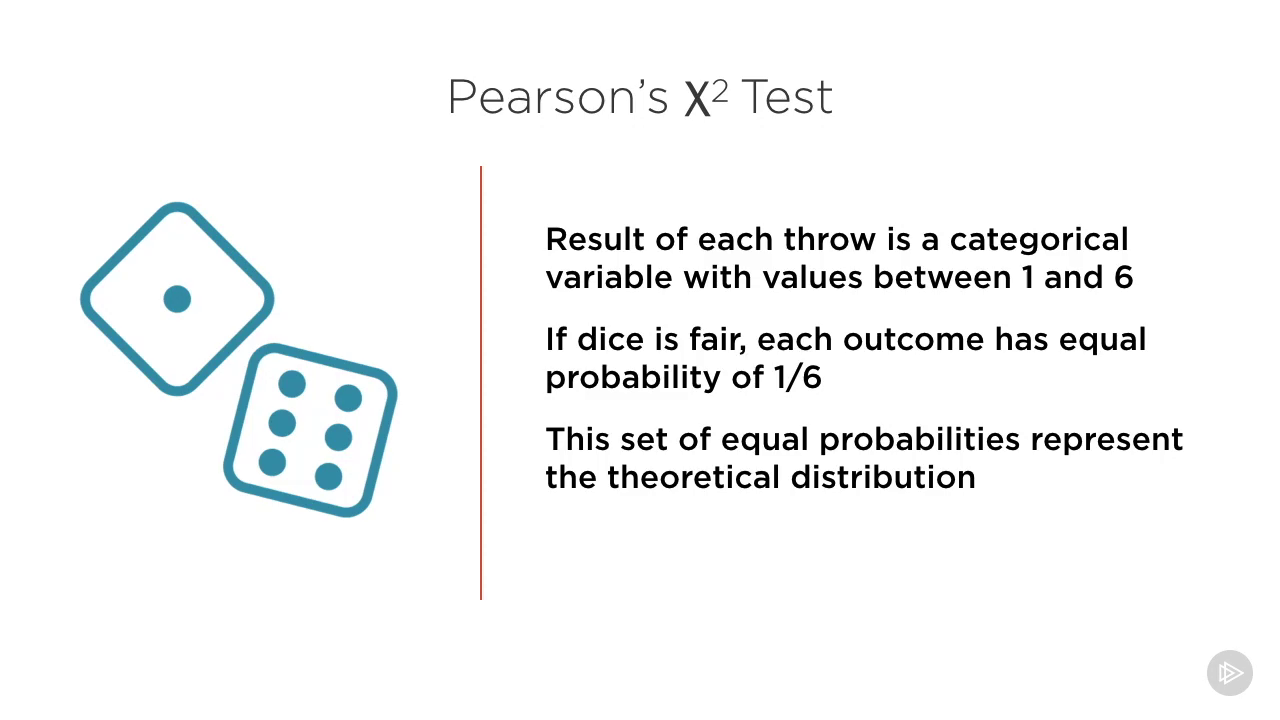 Pearson's χ² Test
Result of each throw is a categorical
variable with values between 1 and 6
If dice is fair, each outcome has equal
probability of 1/6
This set of equal probabilities represent
the theoretical distribution